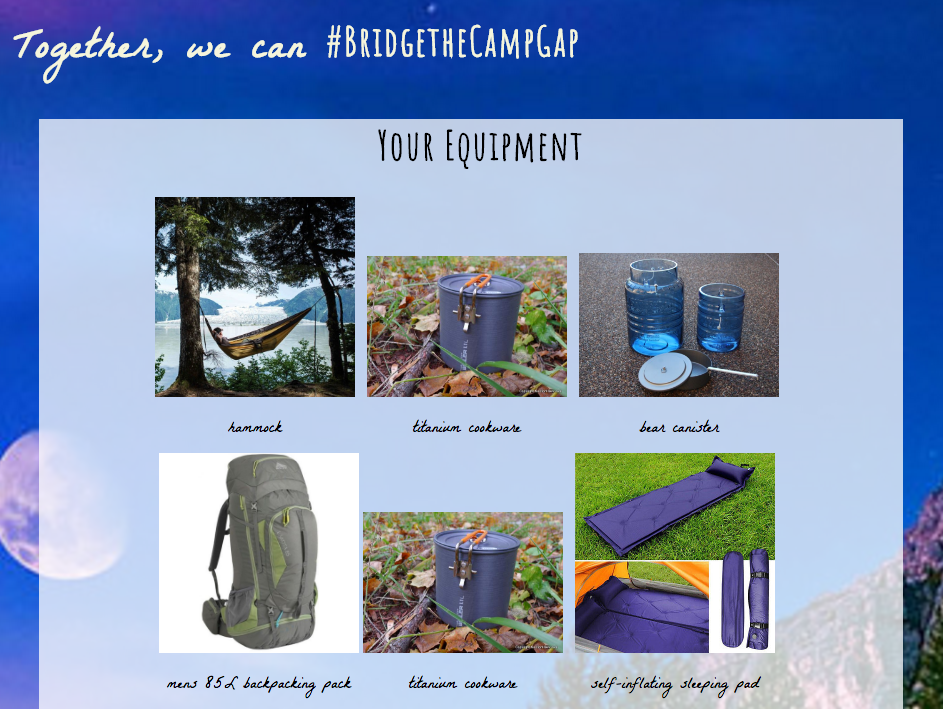 Together, we can #BridgetheCampGap
Your Equipment
hammock
titanium cookware
bear canister
mens 85L backpacking pack
titanium cookware
self-inflating sleeping pad